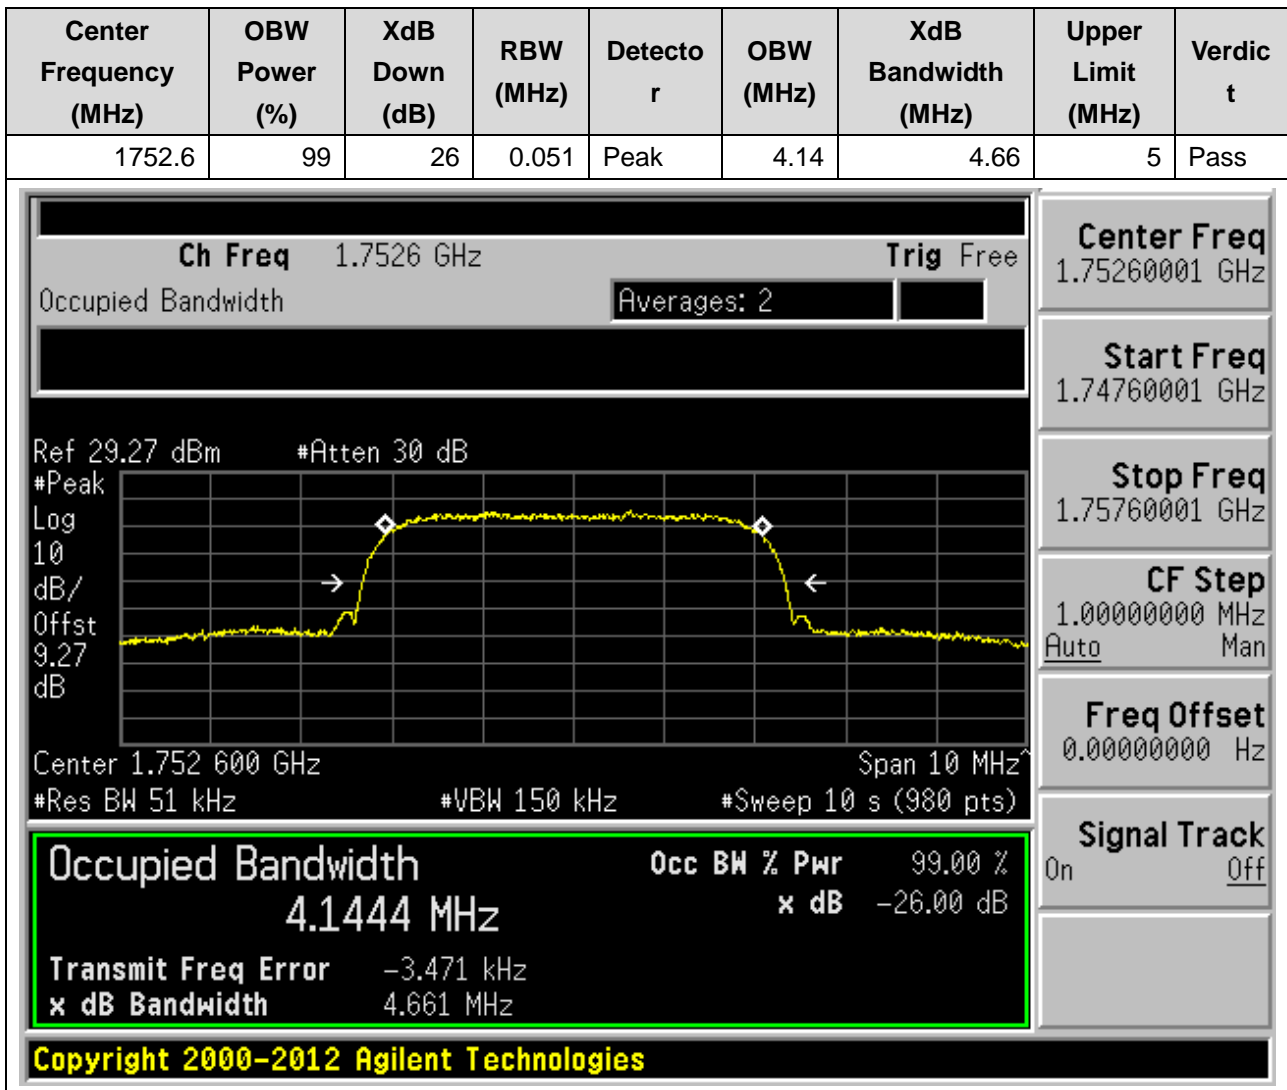 Center Frequency (MHz) OBW Power (%) XdB Down (dB) RBW (MHz) Detecto r OBW (MHz) XdB Bandwidth (MHz) Upper Limit (MHz) Verdic t
1752.6 99 26 0.051 Peak 4.14 4.66 5 Pass
Ch Freq 1.7526 GHz Trig Free
Occupied Bandwidth Averages: 2
Ref 29.27 dBm #Atten 30 dB
#Peak
Log
10
dB/
Offst
9.27
dB
Center 1.752 600 GHz Span 10 MHz^
#Res BW 51 kHz #VBW 150 kHz #Sweep 10 s (980 pts)
Occupied Bandwidth Occ BW % Pwr 99.00 %
4.1444 MHz x dB -26.00 dB
Transmit Freq Error -3.471 kHz
x dB Bandwidth 4.661 MHz
Center Freq
1.75260001 GHz
Start Freq
1.74760001 GHz
Stop Freq
1.75760001 GHz
CF Step
1.00000000 MHz
Auto Man
Freq Offset
0.00000000 Hz
Signal Track
On Off
Copyright 2000-2012 Agilent Technologies